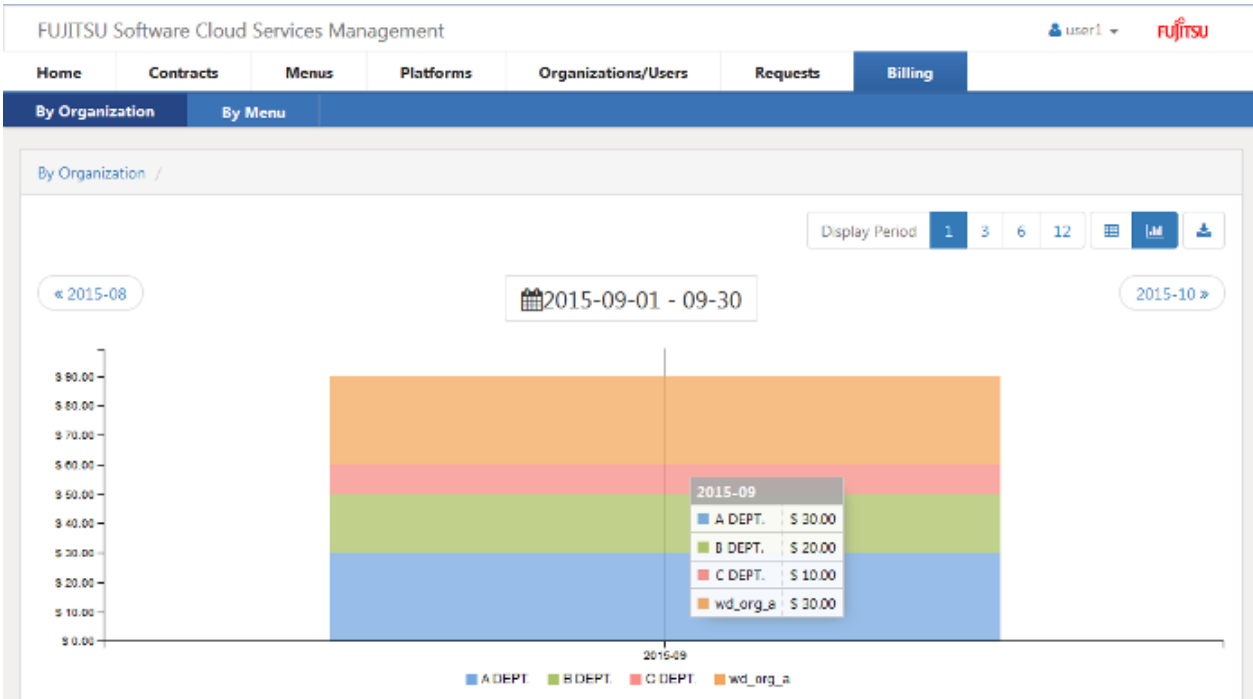 FUJITSU Software Cloud Services Management
user1
FUJITSU
Home Contracts Menus Platforms Organizations/Users Requests Billing
By Organization By Menu
By Organization /
Display Period 1 3 6 12
« 2015-08
2015-09-01 - 09-30
2015-10 »
$ 90.00
$ 80.00
$ 70.00
$ 60.00
$ 50.00
$ 40.00
$ 30.00
$ 20.00
$ 10.00
$ 0.00
2015-09
A DEPT. $ 30.00
B DEPT. $ 20.00
C DEPT. $ 10.00
wd_org_a $ 30.00
2015-09
A DEPT. B DEPT. C DEPT. wd_org_a